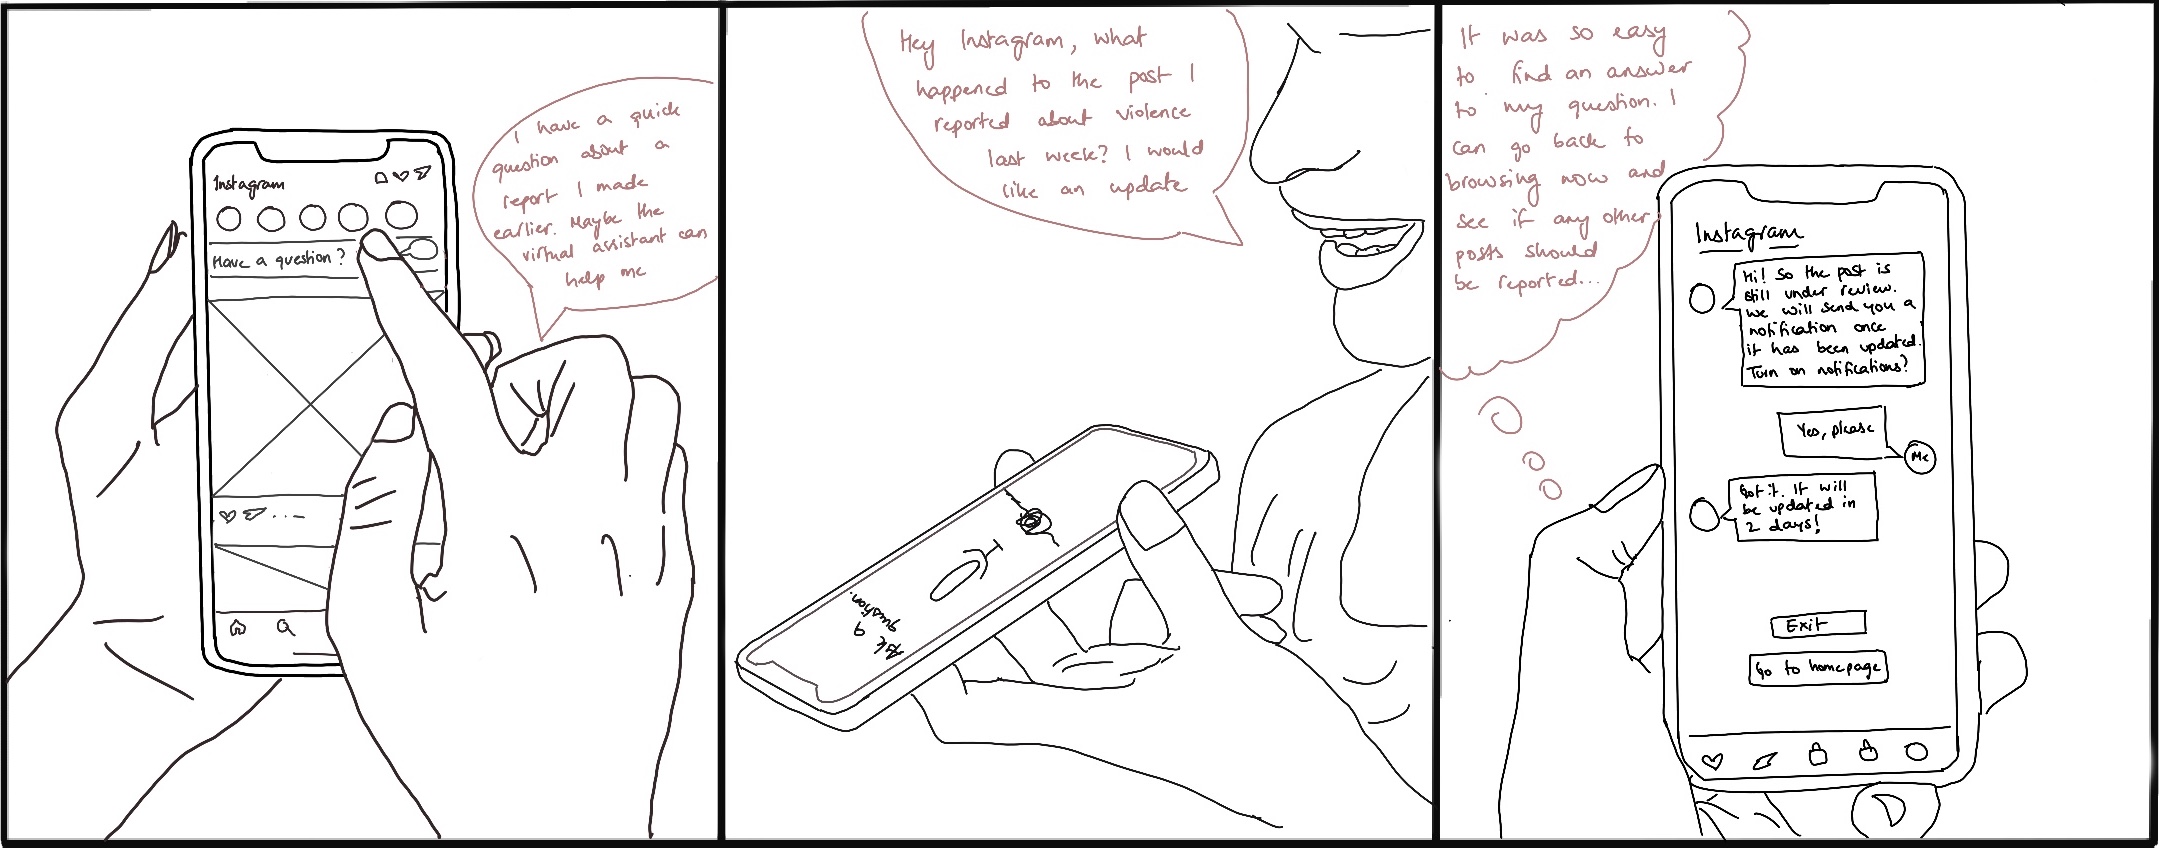 Instagram
Have a question?
I have a quick
question about a
report I made
earlier. Maybe the
virtual assistant can
help me
Hey Instagram, what
happened to the post I
reported about violence
last week? I would
like an update
Ask a
question.
It was so easy
to find an answer
to my question. I
can go back to
browsing now and
see if any other
posts should
be reported...
Instagram
Hi! So the post is
still under review.
We will send you a
notification once
it has been updated.
Turn on notifications?
Yes, please
Me
Got it. It will
be updated in
2 days!
Exit
Go to homepage